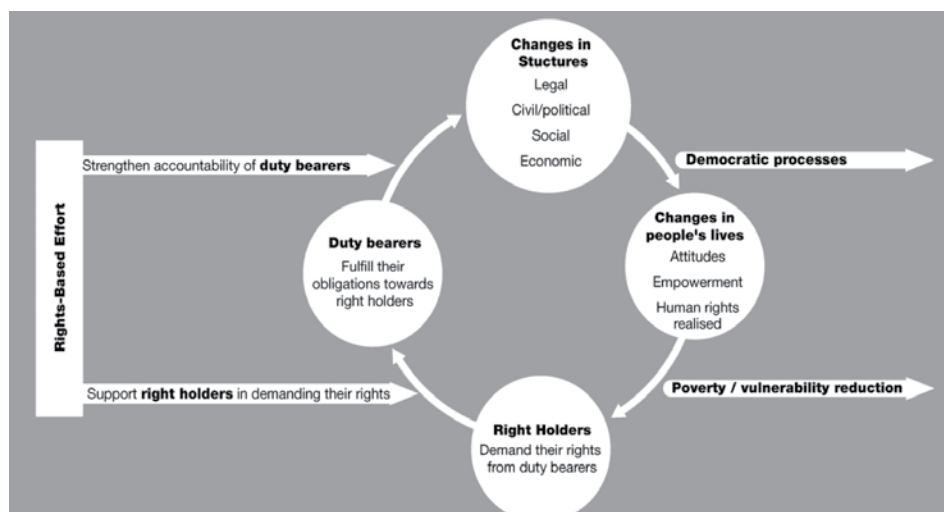 Changes in
Stuctures
Legal
Civil/political
Social
Economic
Strengthen accountability of duty bearers
Democratic processes
Rights-Based Effort
Duty bearers
Fulfill their
obligations towards
right holders
Changes in
people's lives
Attitudes
Empowerment
Human rights
realised
Support right holders in demanding their rights
Poverty / vulnerability reduction
Right Holders
Demand their rights
from duty bearers